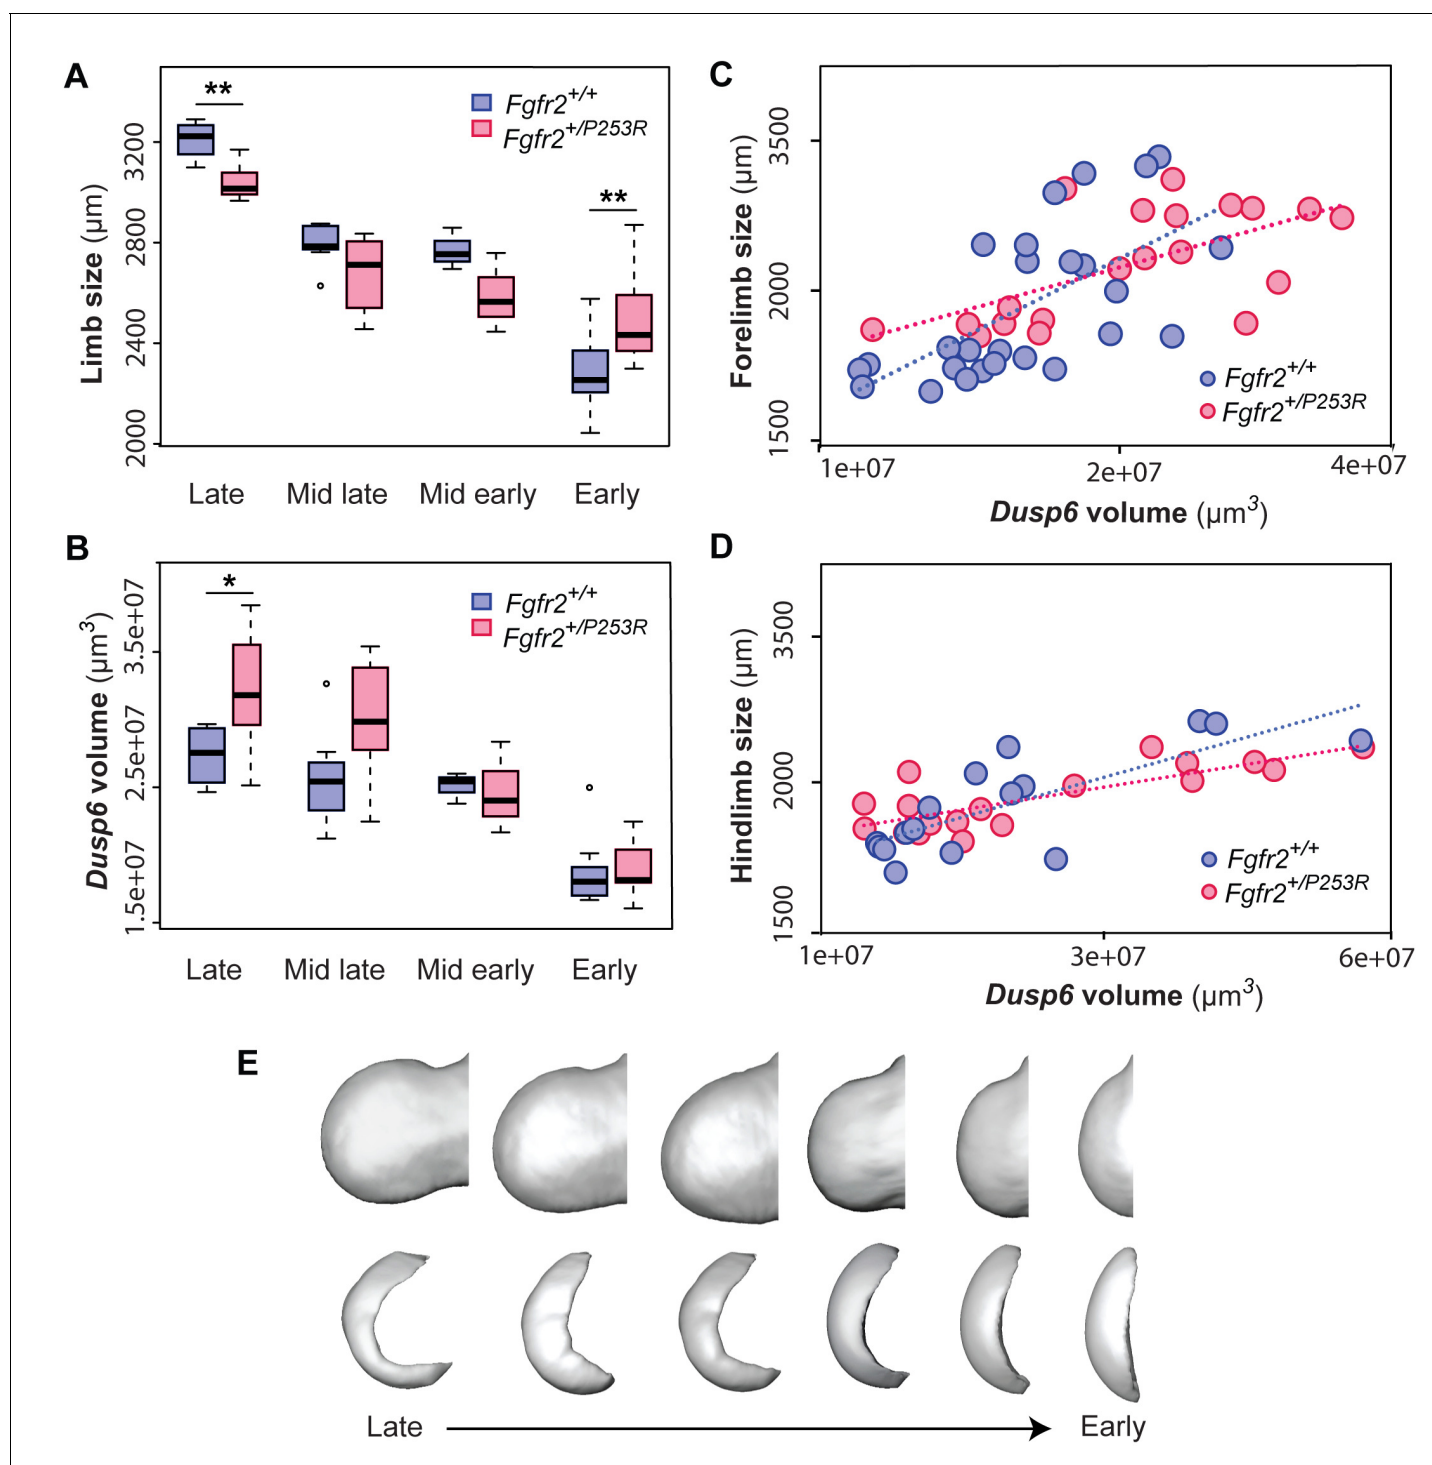 A
**
Fgfr2+/+
Fgfr2+/P253R
**
Limb size (μm)
3200
2800
2400
2000
Late
Mid late
Mid early
Early
B
*
Fgfr2+/+
Fgfr2+/P253R
Dusp6 volume (μm3)
3.5e+07
2.5e+07
1.5e+07
Late
Mid late
Mid early
Early
C
Forelimb size (μm)
3500
2000
1500
Fgfr2+/+
Fgfr2+/P253R
1e+07
2e+07
4e+07
Dusp6 volume (μm3)
D
Hindlimb size (μm)
3500
2000
1500
Fgfr2+/+
Fgfr2+/P253R
1e+07
3e+07
6e+07
Dusp6 volume (μm3)
E
Late
Early